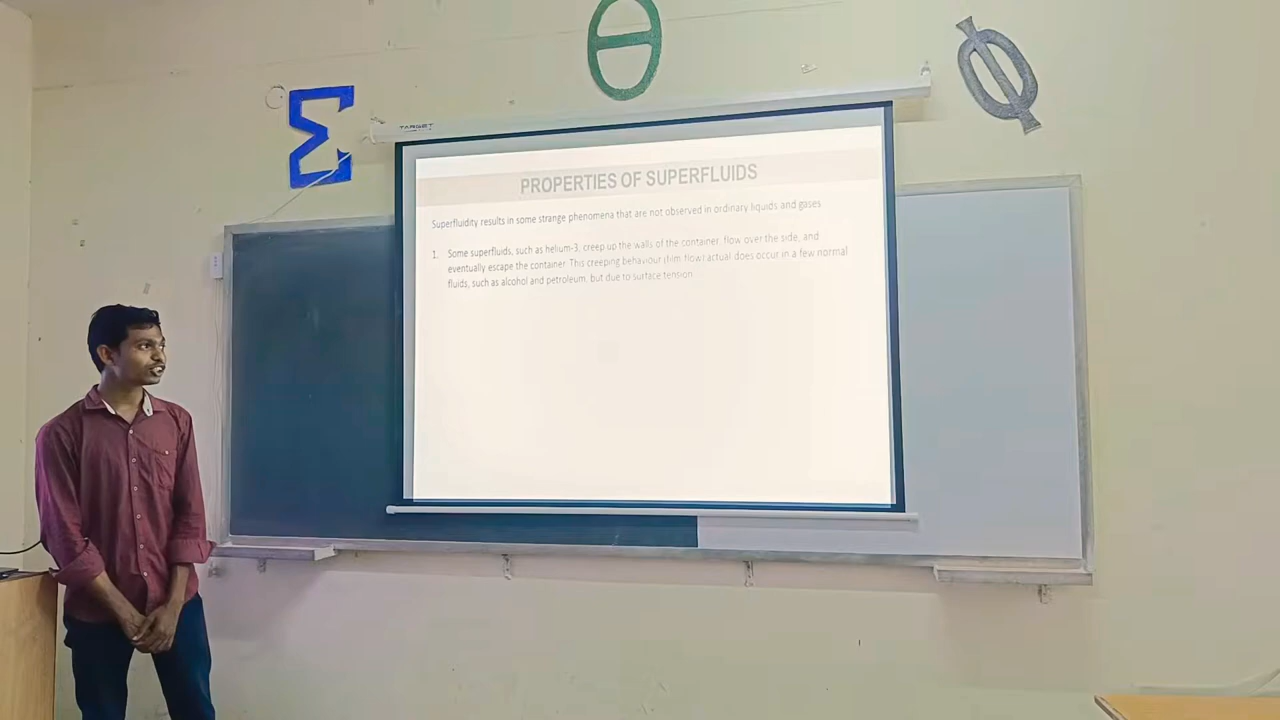 Σ
Θ
Φ
TARGET
PROPERTIES OF SUPERFLUIDS
Superfluidity results in some strange phenomena that are not observed in ordinary liquids and gases
1. Some superfluids, such as helium-3, creep up the walls of the container, flow over the side, and
eventually escape the container. This creeping behaviour (film flow) actual does occur in a few normal
fluids, such as alcohol and petroleum, but due to surface tension.